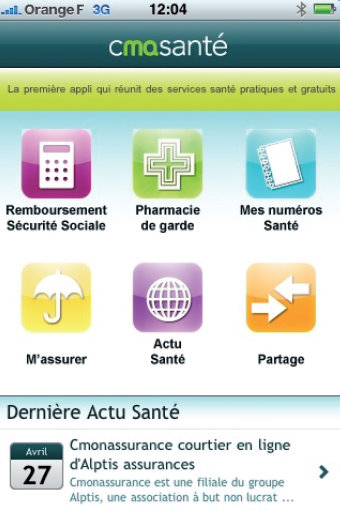 Orange F 3G 12:04
cmasanté
La première appli qui réunit des services santé pratiques et gratuits
Remboursement
Sécurité Sociale
Pharmacie
de garde
Mes numéros
Santé
M'assurer
Actu
Santé
Partage
Dernière Actu Santé
Avril
27
Cmonassurance courtier en ligne
d'Alptis assurances
Cmonassurance est une filiale du groupe
Alptis, une association à but non lucrat ...